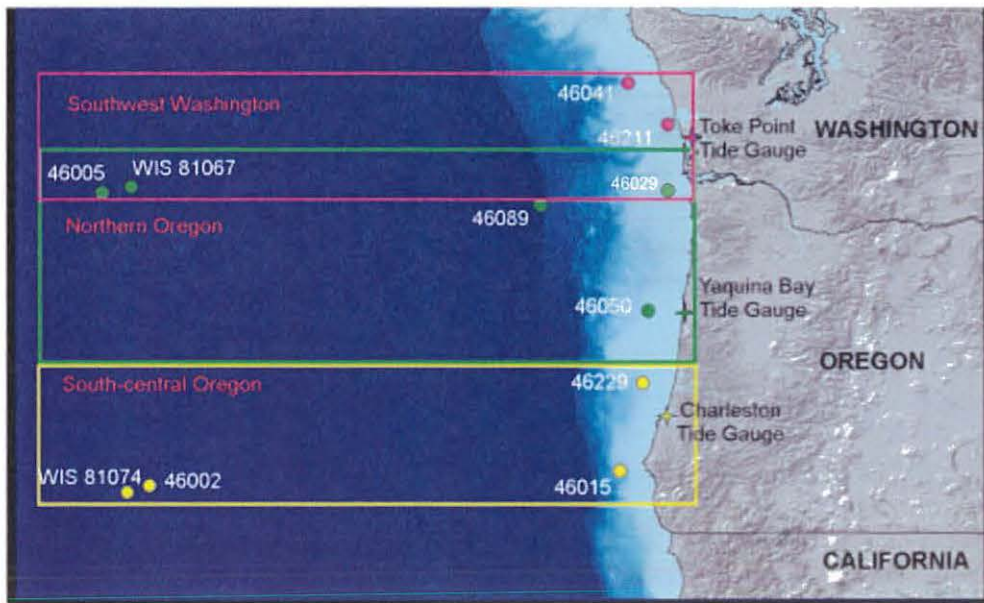 46041
Southwest Washington
46211
Toke Point
Tide Gauge
WASHINGTON
46005
WIS 81067
46029
46089
Northern Oregon
46050
Yaquina Bay
Tide Gauge
OREGON
South-central Oregon
46229
Charleston
Tide Gauge
WIS 81074
46002
46015
CALIFORNIA